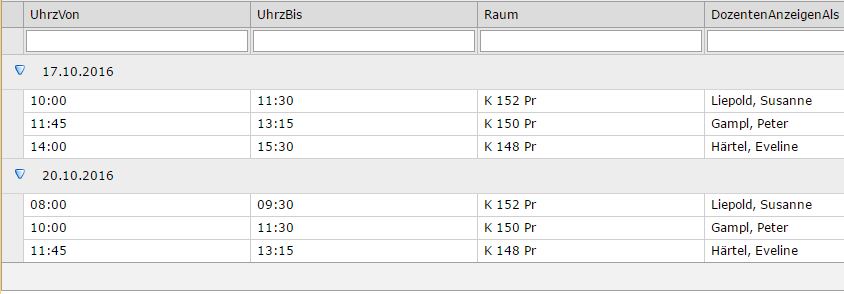 UhrzVon UhrzBis Raum DozentenAnzeigenAls
17.10.2016
10:00 11:30 K 152 Pr Liepold, Susanne
11:45 13:15 K 150 Pr Gampl, Peter
14:00 15:30 K 148 Pr Härtel, Eveline
20.10.2016
08:00 09:30 K 152 Pr Liepold, Susanne
10:00 11:30 K 150 Pr Gampl, Peter
11:45 13:15 K 148 Pr Härtel, Eveline